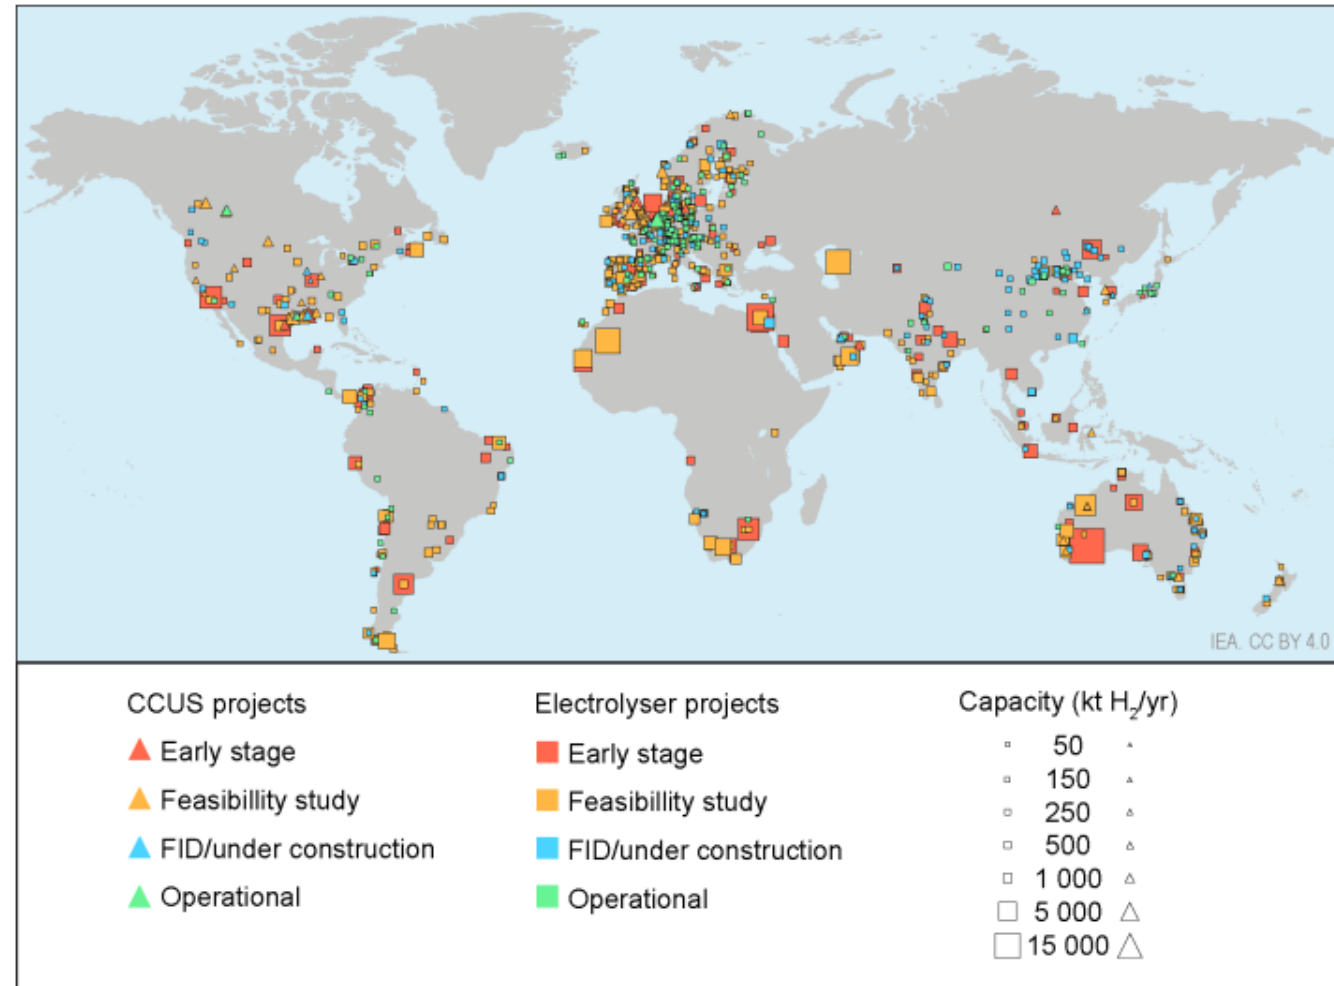 IEA. CC BY 4.0
CCUS projects
Early stage
Feasibillity study
FID/under construction
Operational
Electrolyser projects
Early stage
Feasibillity study
FID/under construction
Operational
Capacity (kt H₂/yr)
50
150
250
500
1 000
5 000
15 000